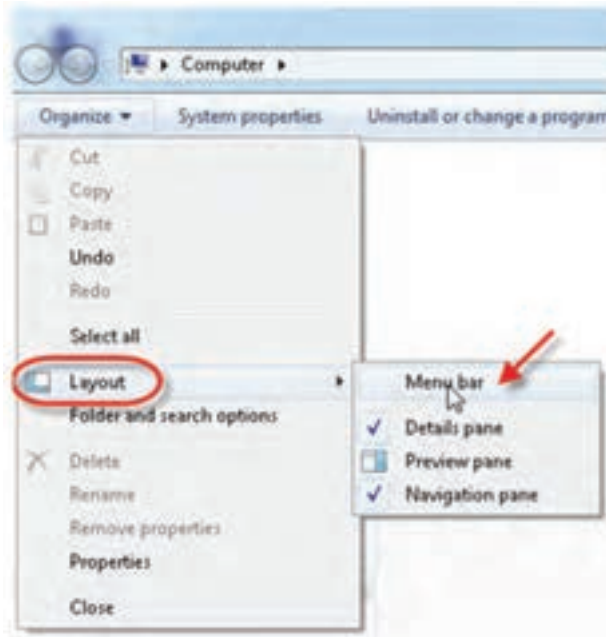 Computer
Organize System properties Uninstall or change a program
Cut
Copy
Paste
Undo
Redo
Select all
Layout
Menu bar
Folder and search options
Details pane
Delete
Preview pane
Rename
Navigation pane
Remove properties
Properties
Close